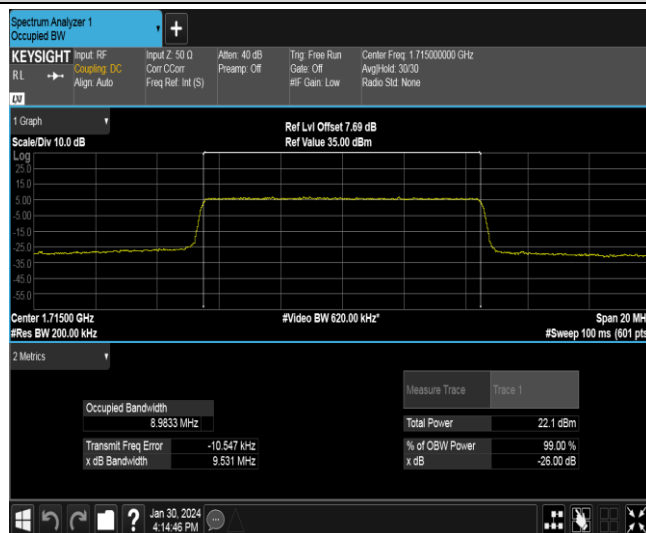 Spectrum Analyzer 1
Occupied BW
+
KEYSIGHT
RL
LXI
Input: RF
Coupling: DC
Align: Auto
Input Z: 50 Ω
Corr CCorr
Freq Ref: Int (S)
Atten: 40 dB
Preamp: Off
Trig: Free Run
Gate: Off
#IF Gain: Low
Center Freq: 1.715000000 GHz
Avg|Hold: 30/30
Radio Std: None
1 Graph
Scale/Div 10.0 dB
Ref Lvl Offset 7.69 dB
Ref Value 35.00 dBm
Log
25.0
15.0
5.00
-5.00
-15.0
-25.0
-35.0
-45.0
-55.0
Center 1.71500 GHz
#Res BW 200.00 kHz
#Video BW 620.00 kHz*
Span 20 MH
#Sweep 100 ms (601 pts
2 Metrics
Measure Trace Trace 1
Occupied Bandwidth
8.9833 MHz
Total Power 22.1 dBm
Transmit Freq Error -10.547 kHz
% of OBW Power 99.00 %
x dB Bandwidth 9.531 MHz
x dB -26.00 dB
?
Jan 30, 2024
4:14:46 PM